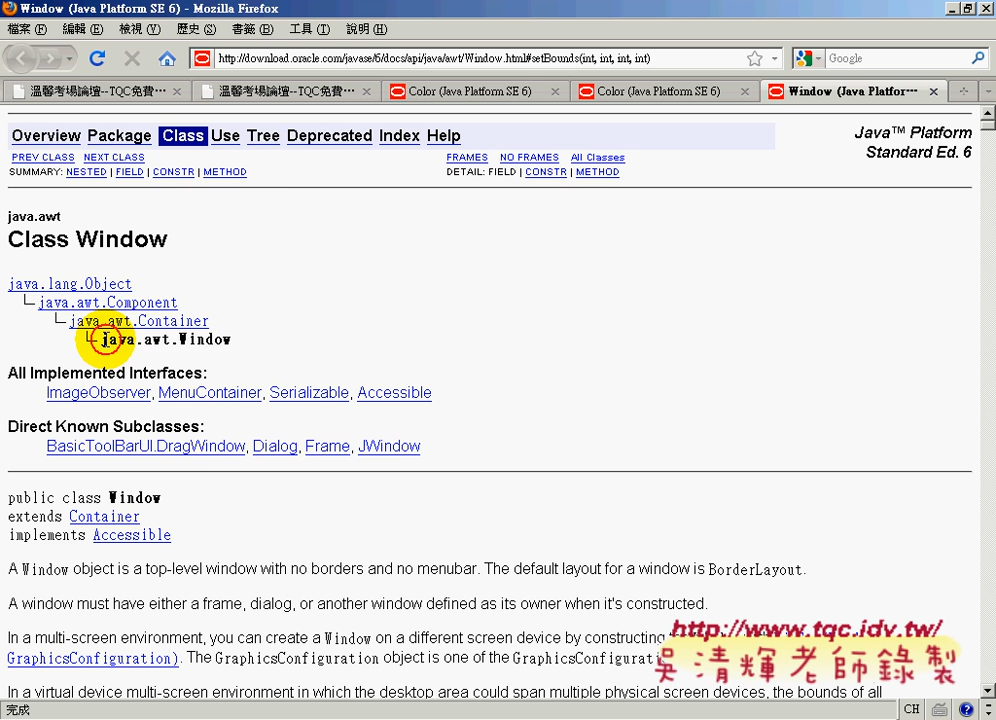 Window (Java Platform SE 6) - Mozilla Firefox
檔案(F) 編輯(E) 檢視(V) 歷史(S) 書籤(B) 工具(T) 說明(H)
http://download.oracle.com/javase/6/docs/api/java/awt/Window.html#setBounds(int, int, int, int)
Google
溫馨考場論壇--TQC免費···
溫馨考場論壇--TQC免費···
Color (Java Platform SE 6)
Color (Java Platform SE 6)
Window (Java Platfor···
Overview Package Class Use Tree Deprecated Index Help
Java™ Platform
Standard Ed. 6
PREV CLASS NEXT CLASS
FRAMES NO FRAMES All Classes
SUMMARY: NESTED | FIELD | CONSTR | METHOD
DETAIL: FIELD | CONSTR | METHOD
java.awt
Class Window
java.lang.Object
java.awt.Component
java.awt.Container
java.awt.Window
All Implemented Interfaces:
ImageObserver, MenuContainer, Serializable, Accessible
Direct Known Subclasses:
BasicToolBarUI.DragWindow, Dialog, Frame, JWindow
public class Window
extends Container
implements Accessible
A Window object is a top-level window with no borders and no menubar. The default layout for a window is BorderLayout.
A window must have either a frame, dialog, or another window defined as its owner when it's constructed.
In a multi-screen environment, you can create a Window on a different screen device by constructing
GraphicsConfiguration). The GraphicsConfiguration object is one of the GraphicsConfigurati
In a virtual device multi-screen environment in which the desktop area could span multiple physical screen devices, the bounds of all
http://www.tqc.idv.tw/
吳清輝老師錄製
完成
CH